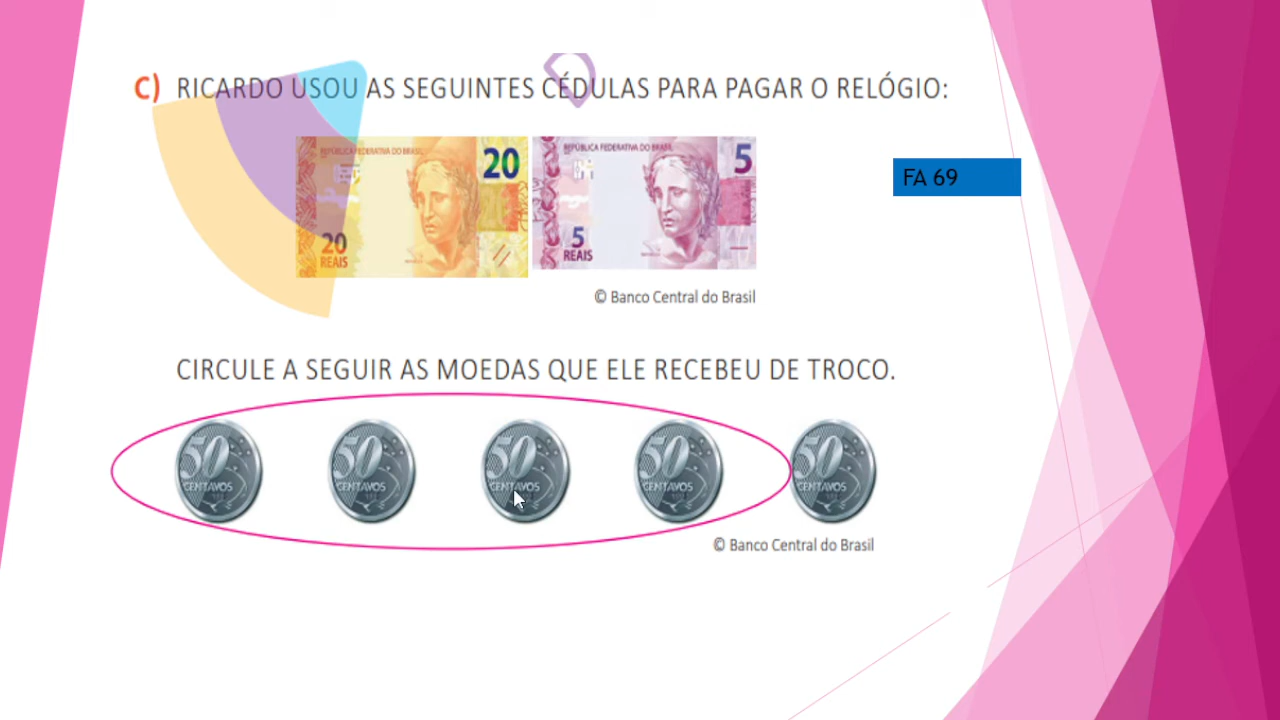 C) RICARDO USOU AS SEGUINTES CÉDULAS PARA PAGAR O RELÓGIO:
REPÚBLICA FEDERATIVA DO BRASIL
20
20
REAIS
REPÚBLICA FEDERATIVA DO BRASIL
5
5
REAIS
FA 69
© Banco Central do Brasil
CIRCULE A SEGUIR AS MOEDAS QUE ELE RECEBEU DE TROCO.
50
CENTAVOS
50
CENTAVOS
50
CENTAVOS
50
CENTAVOS
50
CENTAVOS
© Banco Central do Brasil